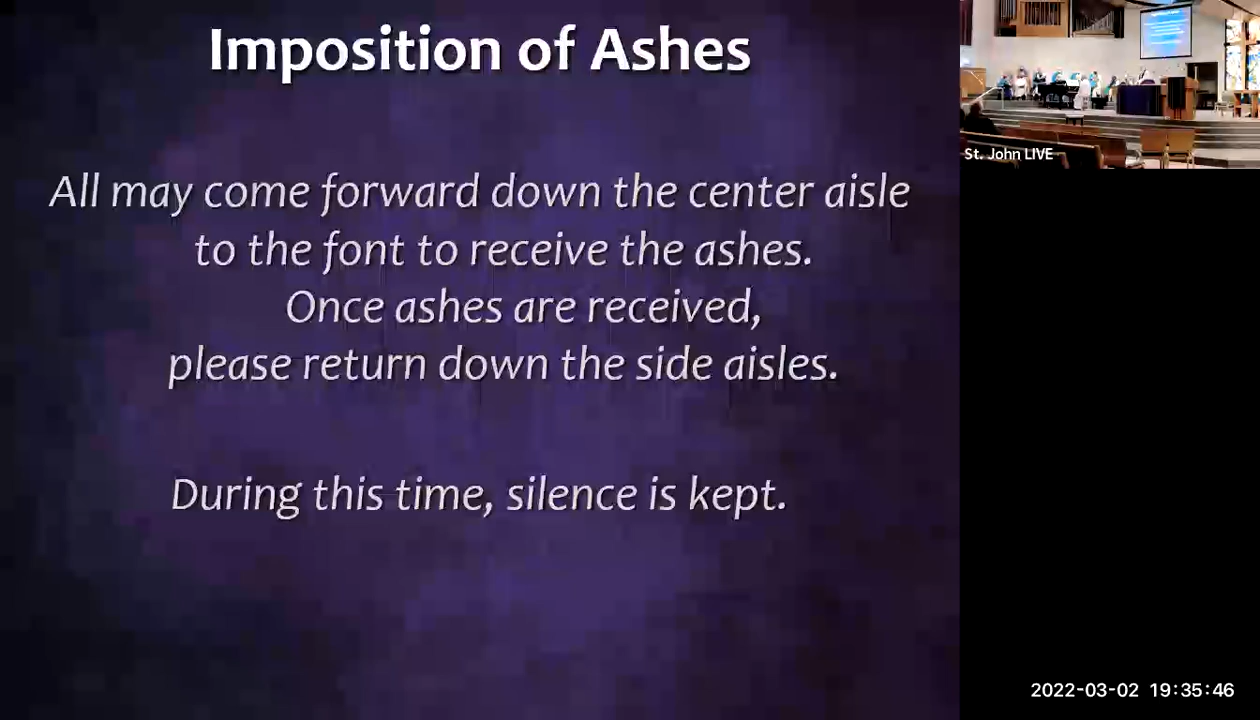 Imposition of Ashes
All may come forward down the center aisle
to the font to receive the ashes.
Once ashes are received,
please return down the side aisles.
During this time, silence is kept.
St. John LIVE
2022-03-02 19:35:46